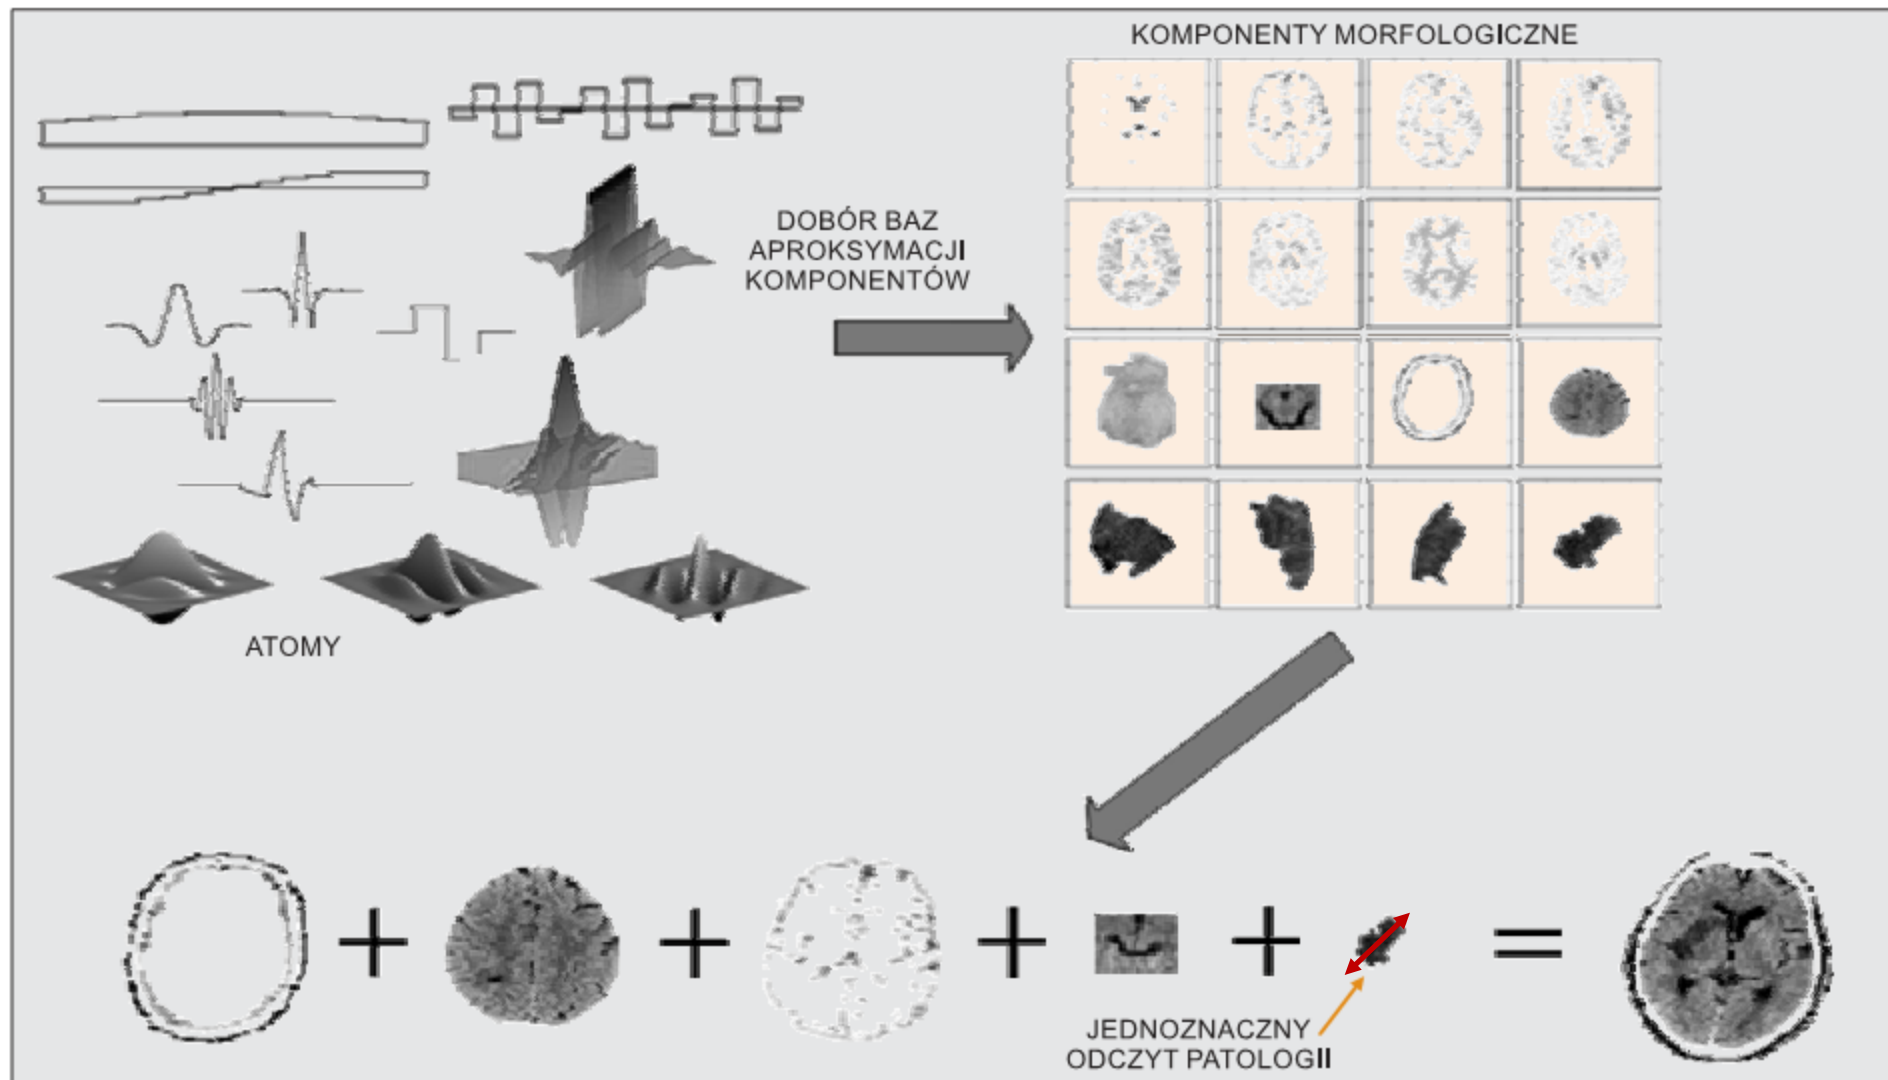 KOMPONENTY MORFOLOGICZNE
DOBÓR BAZ
APROKSYMACJI
KOMPONENTÓW
ATOMY
JEDNOZNACZNY
ODCZYT PATOLOGII